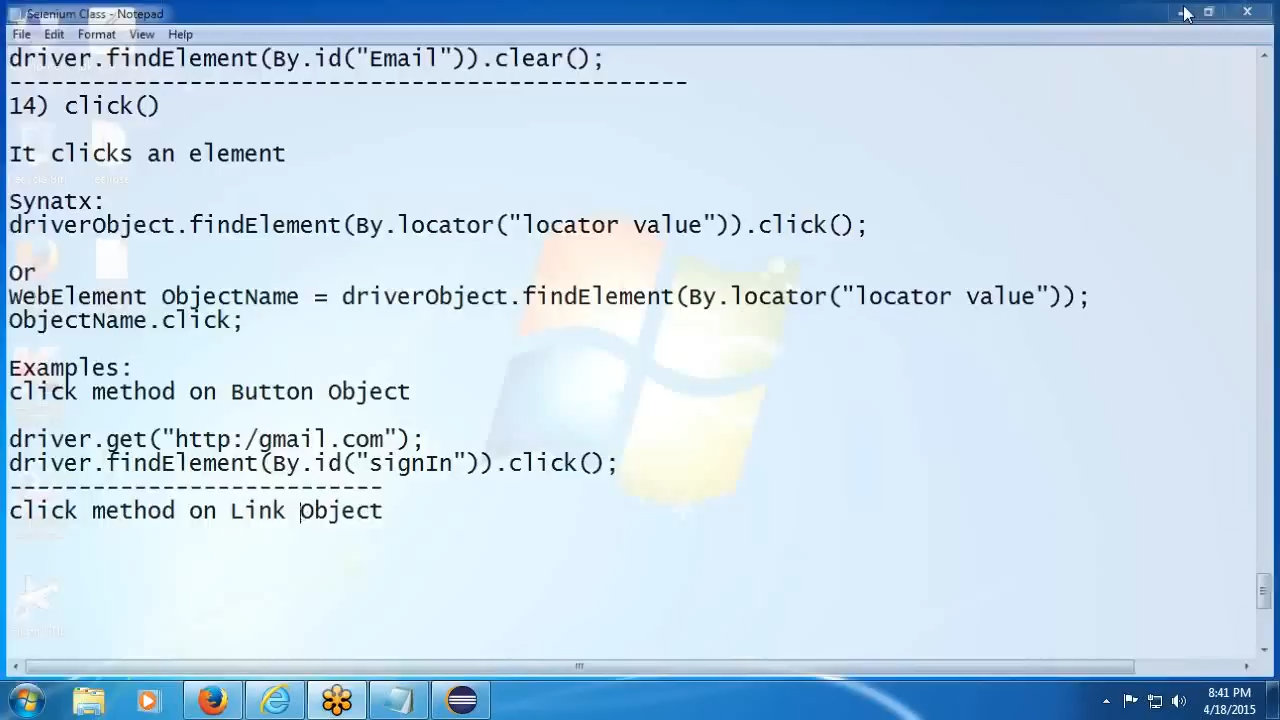 Selenium Class - Notepad
File Edit Format View Help
driver.findElement(By.id("Email")).clear();
-------------------------------------------------
14) click()
It clicks an element
Synatx:
driverObject.findElement(By.locator("locator value")).click();
Or
WebElement ObjectName = driverObject.findElement(By.locator("locator value"));
ObjectName.click;
Examples:
click method on Button Object
driver.get("http:/gmail.com");
driver.findElement(By.id("signIn")).click();
---------------------------
click method on Link Object
8:41 PM
4/18/2015